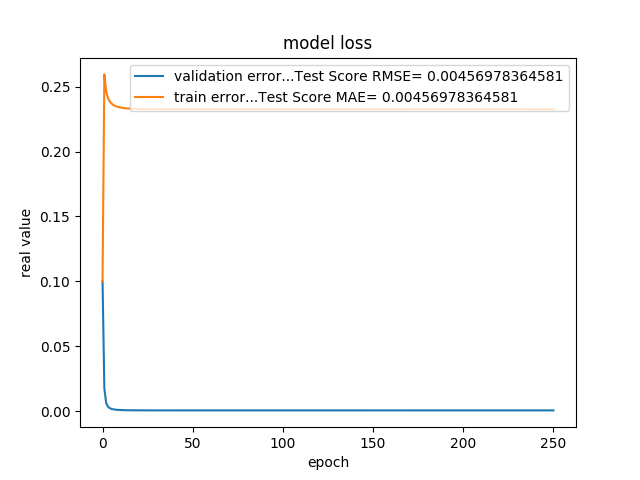 model loss
validation error...Test Score RMSE= 0.00456978364581
train error...Test Score MAE= 0.00456978364581
real value
0.25
0.20
0.15
0.10
0.05
0.00
0 50 100 150 200 250
epoch